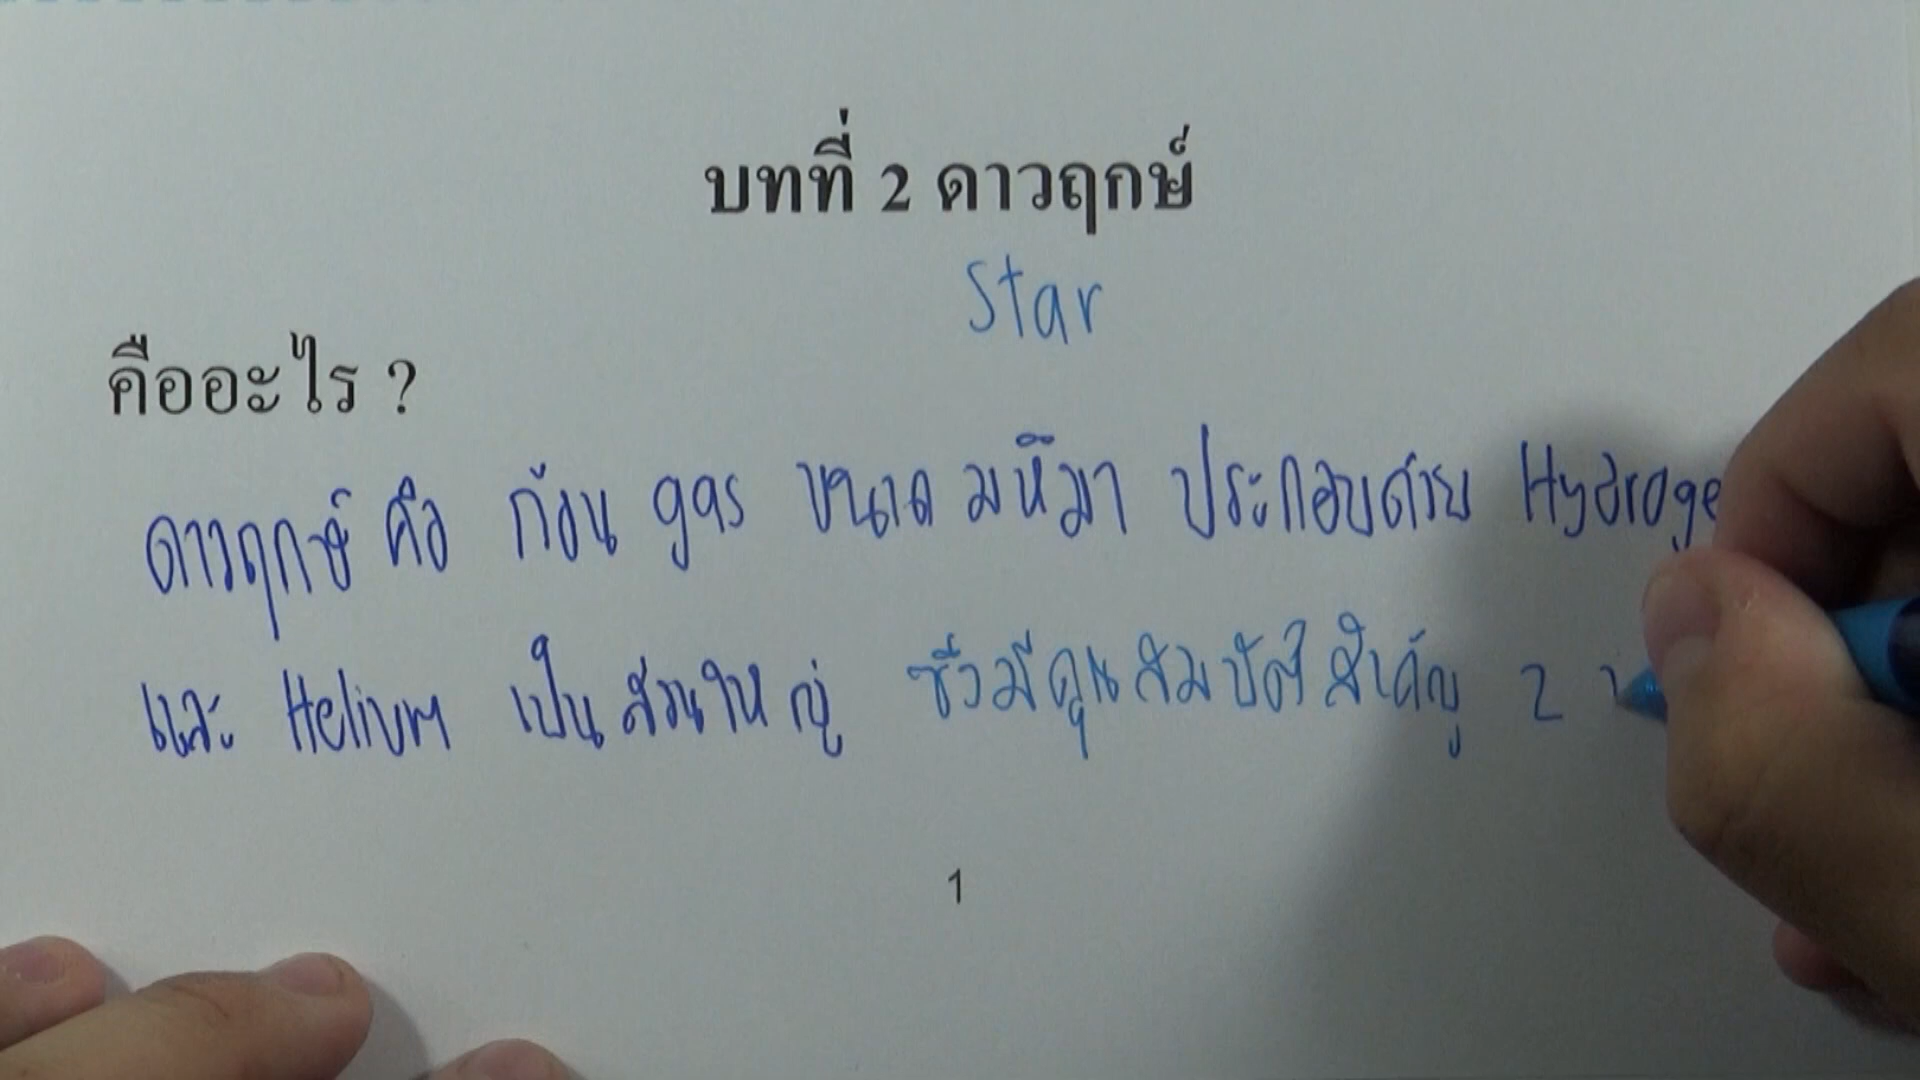 บทที่ 2 ดาวฤกษ์
Star
คืออะไร ?
ดาวฤกษ์ คือ ก้อน gas ขนาด มหึมา ประกอบด้วย Hydroge
และ Helium เป็นส่วนใหญ่ ซึ่งมีคุณสมบัติสำคัญ 2
1